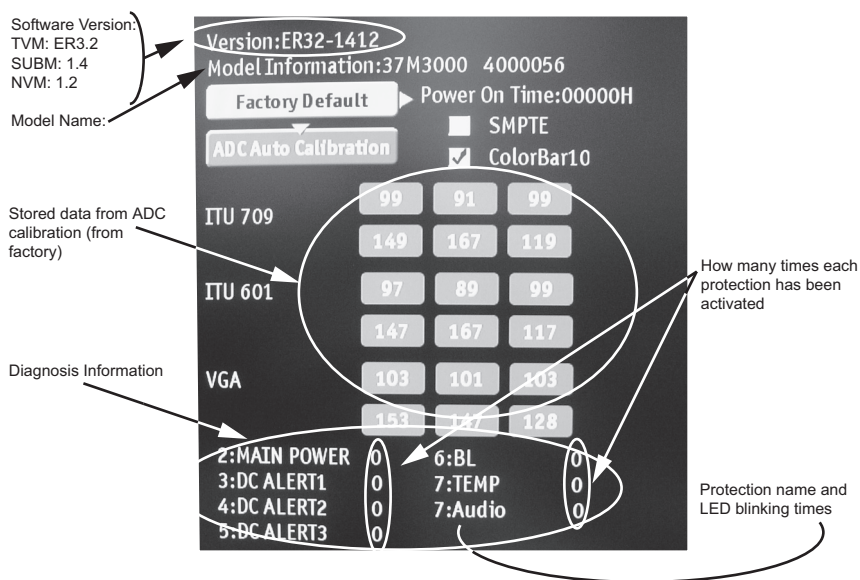 Software Version:
TVM: ER3.2
SUBM: 1.4
NVM: 1.2
Model Name:
Stored data from ADC
calibration (from
factory)
Diagnosis Information
Version:ER32-1412
Model Information:37M3000 4000056
Factory Default
Power On Time:00000H
SMPTE
ADC Auto Calibration
ColorBar10
ITU 709
99 91 99
149 167 119
ITU 601
97 89 99
147 167 117
VGA
103 101 103
153 147 128
2:MAIN POWER 0
3:DC ALERT1 0
4:DC ALERT2 0
5:DC ALERT3 0
6:BL 0
7:TEMP 0
7:Audio 0
How many times each
protection has been
activated
Protection name and
LED blinking times